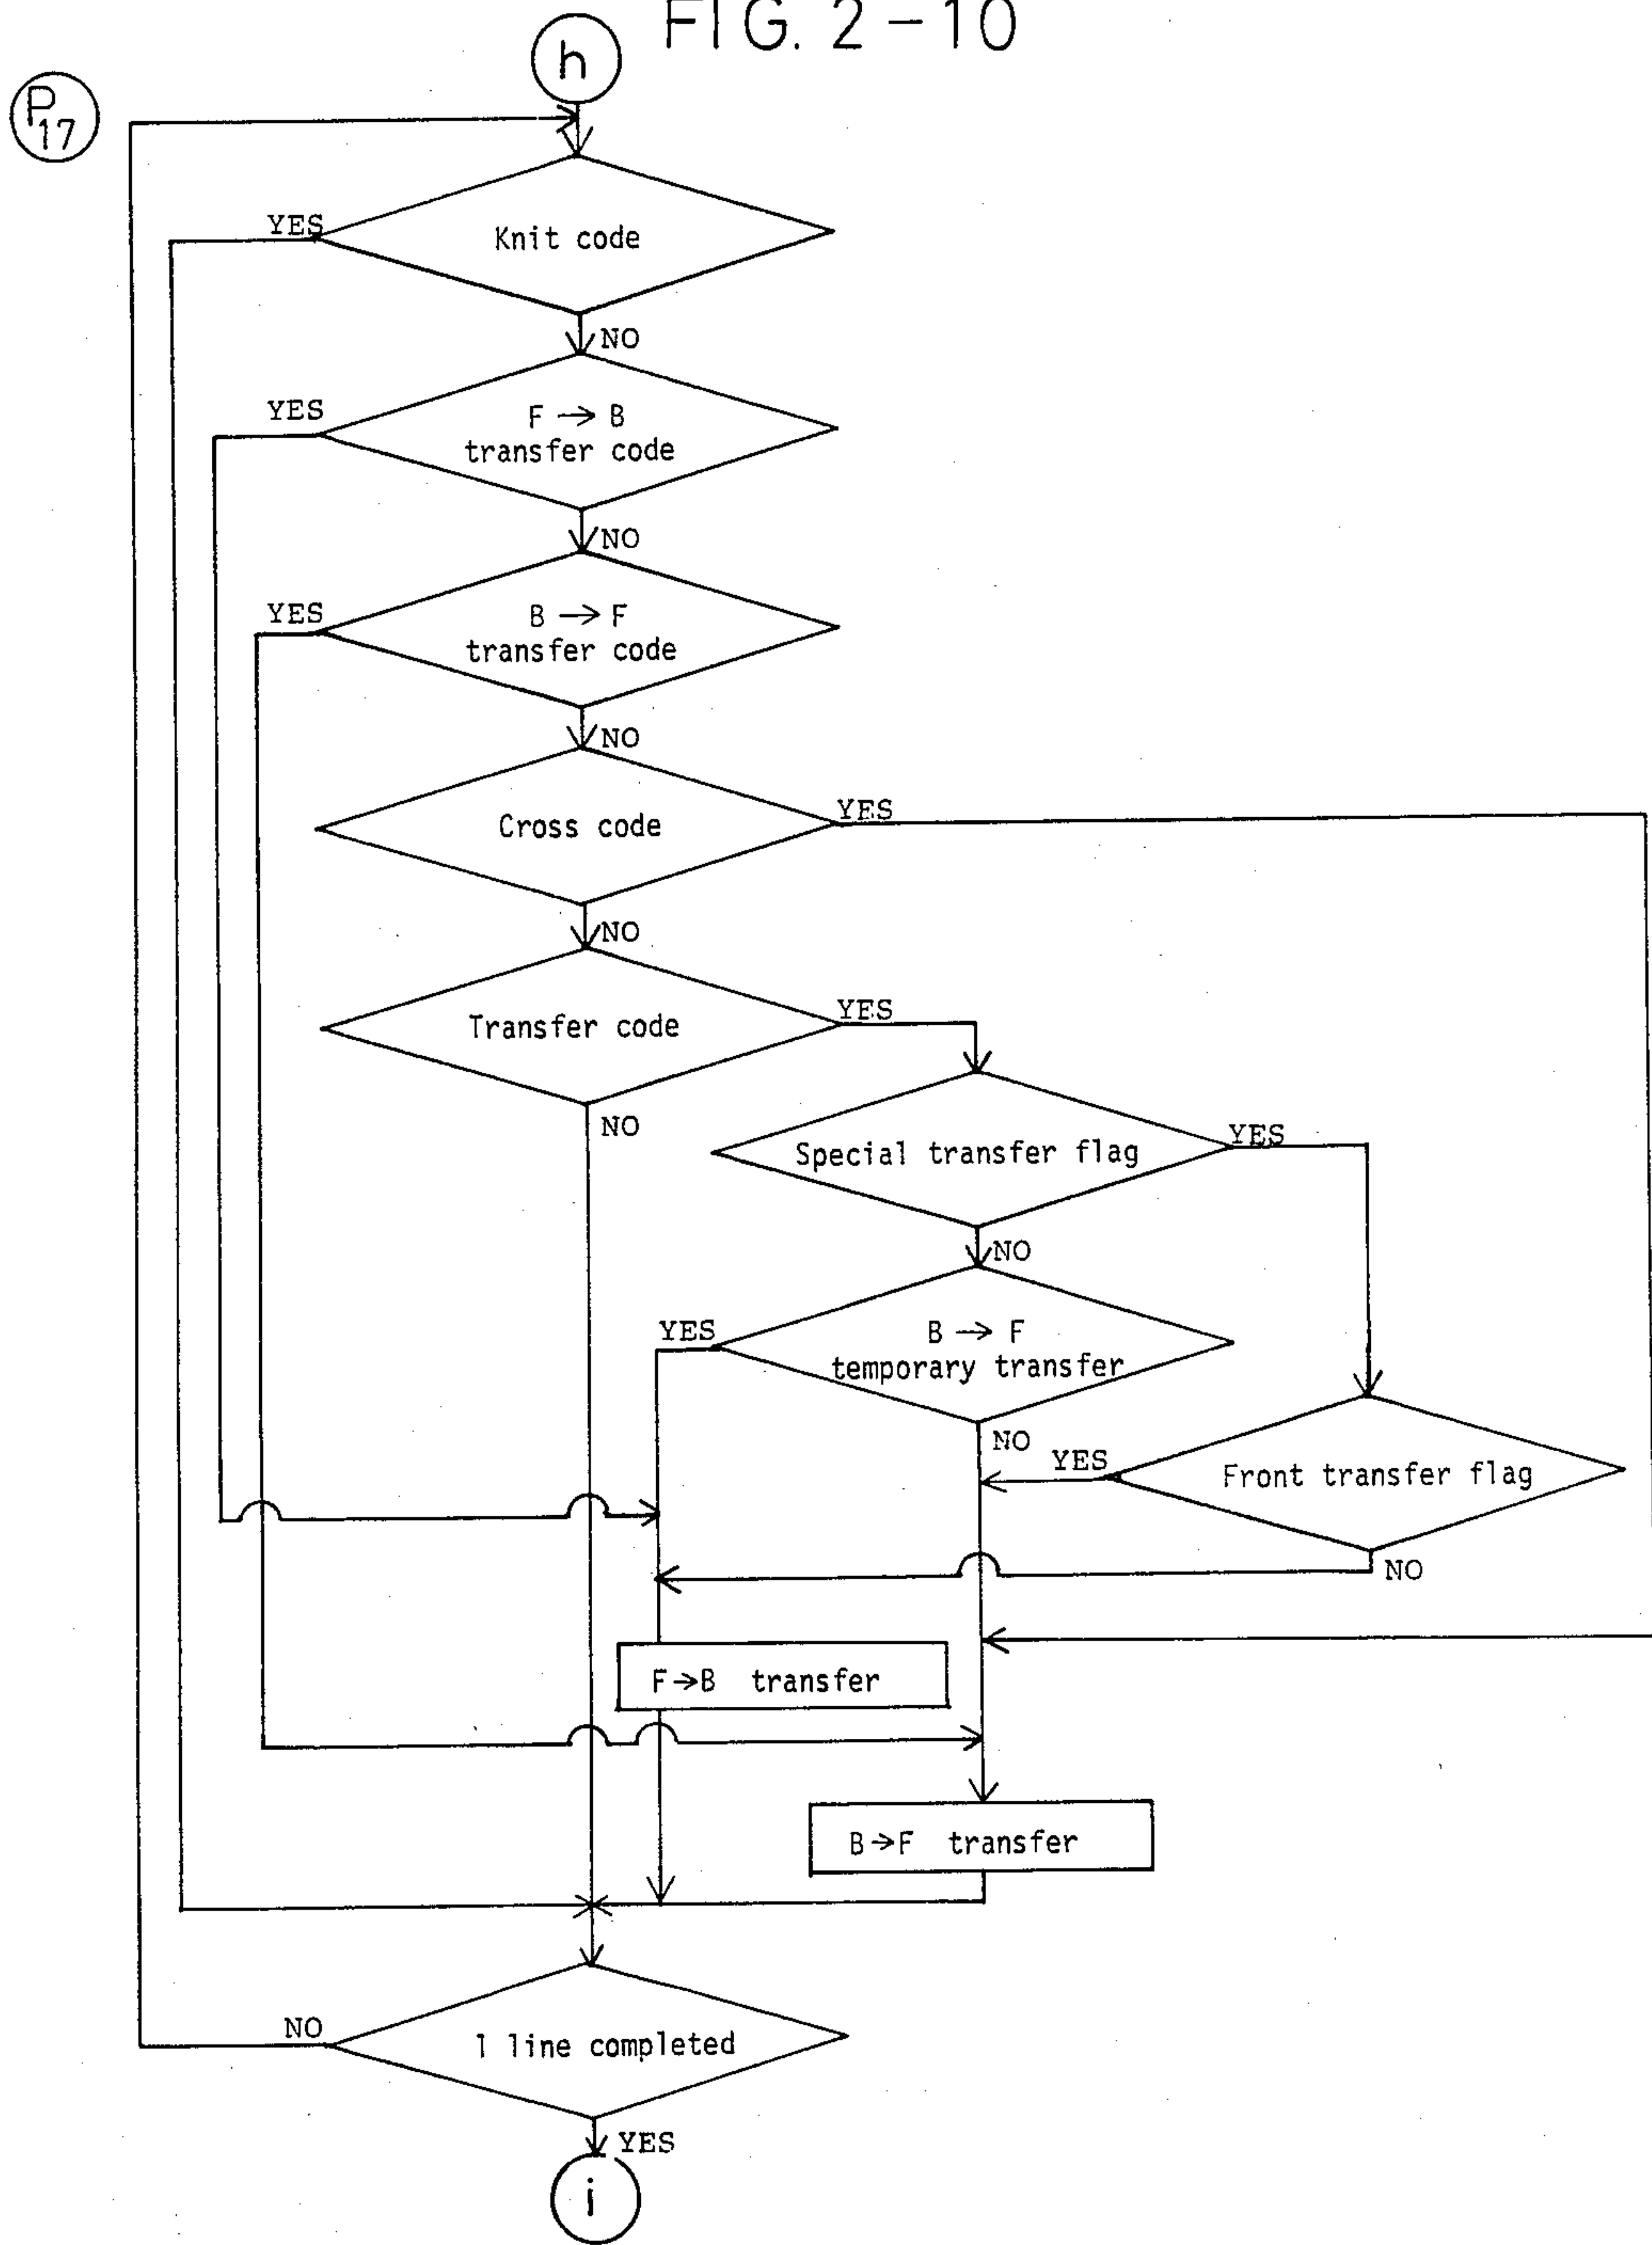 FIG. 2-10
h
P17
YES
Knit code
NO
YES
F → B
transfer code
NO
YES
B → F
transfer code
NO
Cross code
YES
NO
Transfer code
YES
NO
Special transfer flag
YES
NO
YES
B → F
temporary transfer
NO
YES
Front transfer flag
NO
F→B transfer
B→F transfer
NO
1 line completed
YES
i